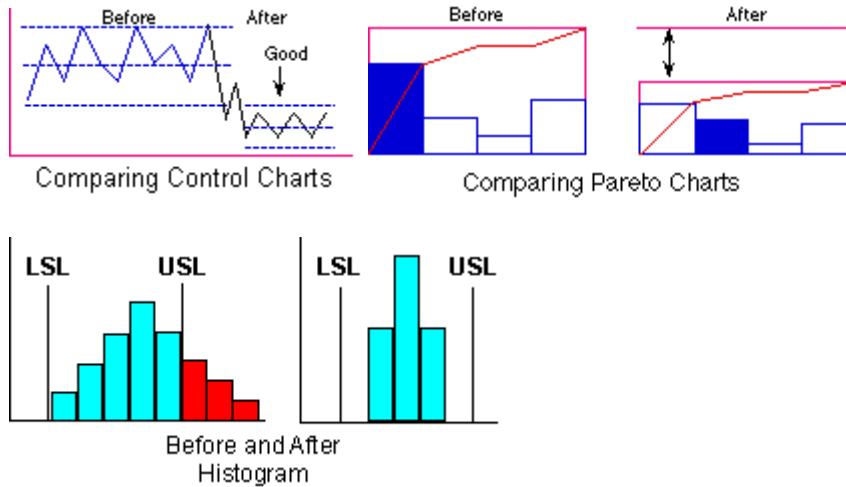 Before After
Good
Comparing Control Charts
Before After
Comparing Pareto Charts
LSL USL
LSL USL
Before and After
Histogram